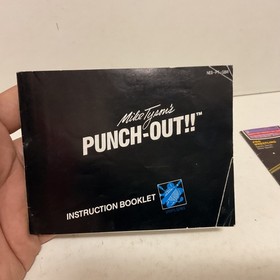 Mike Tyson's
PUNCH-OUT!!™
INSTRUCTION BOOKLET